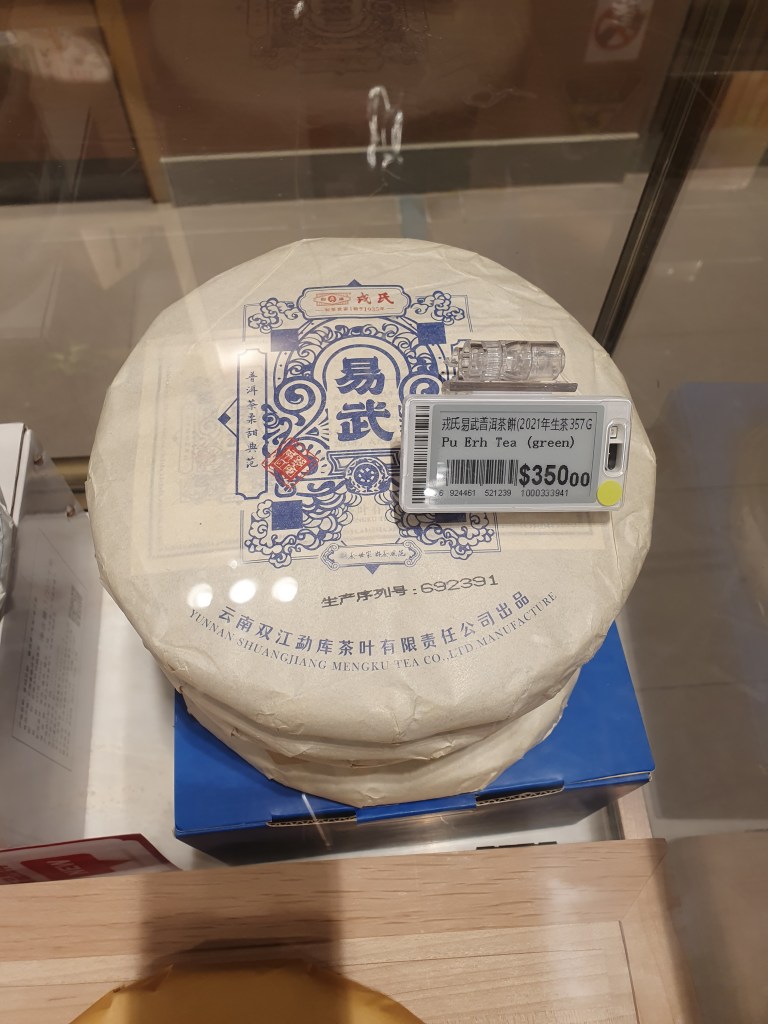 戎氏
易武
普洱茶柔甜典范
生产序列号:692391
云南双江勐库茶叶有限责任公司出品
YUNNAN SHUANGJIANG MENGKU TEA CO.,LTD MANUFACTURE
戎氏易武普洱茶餅(2021年生茶357G
Pu Erh Tea (green)
$350.00
6 924461 521239 1000333941